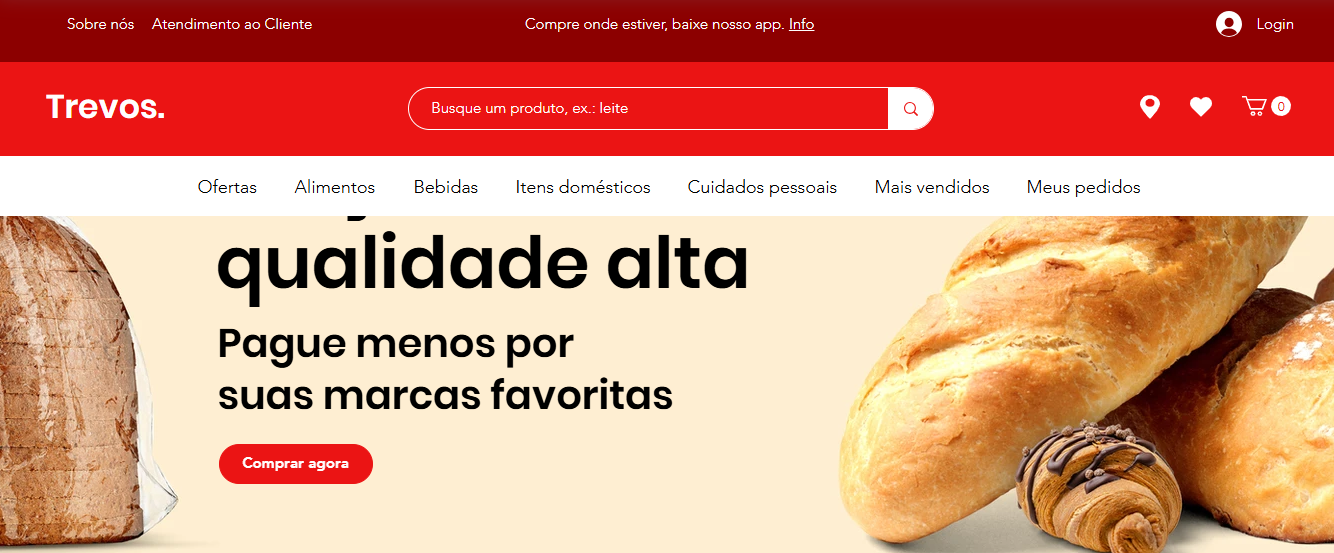 Sobre nós Atendimento ao Cliente Compre onde estiver, baixe nosso app. Info Login
Trevos. Busque um produto, ex.: leite 0
Ofertas Alimentos Bebidas Itens domésticos Cuidados pessoais Mais vendidos Meus pedidos
qualidade alta
Pague menos por
suas marcas favoritas
Comprar agora